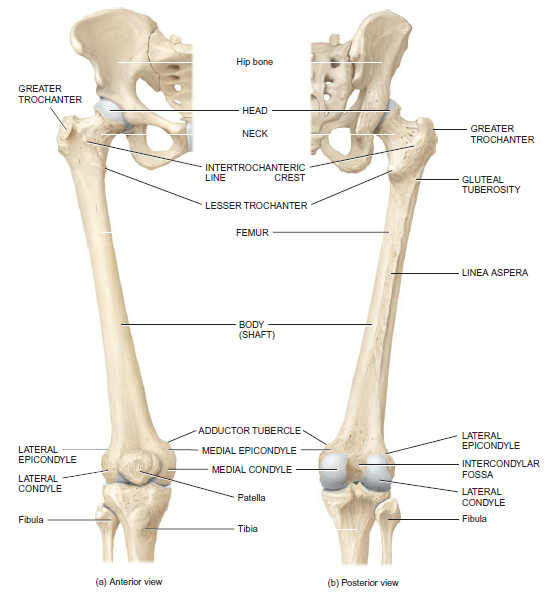 Hip bone
GREATER
TROCHANTER
HEAD
NECK
GREATER
TROCHANTER
INTERTROCHANTERIC
LINE CREST
GLUTEAL
TUBEROSITY
LESSER TROCHANTER
FEMUR
LINEA ASPERA
BODY
(SHAFT)
ADDUCTOR TUBERCLE
LATERAL
EPICONDYLE
MEDIAL EPICONDYLE
LATERAL
EPICONDYLE
MEDIAL CONDYLE
INTERCONDYLAR
FOSSA
LATERAL
CONDYLE
Patella
LATERAL
CONDYLE
Fibula
Tibia
Fibula
(a) Anterior view
(b) Posterior view